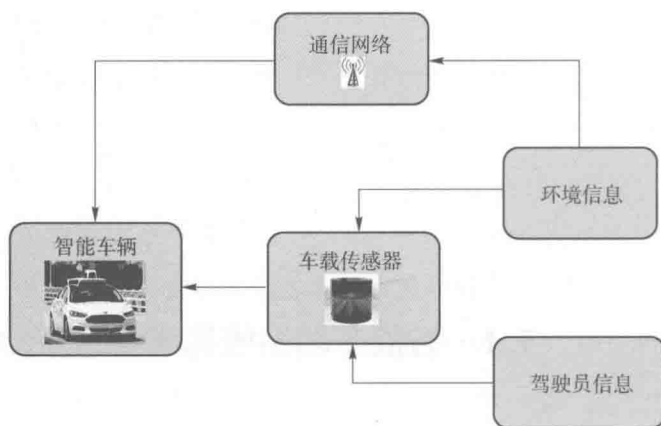 通信网络
环境信息
智能车辆
车载传感器
驾驶员信息